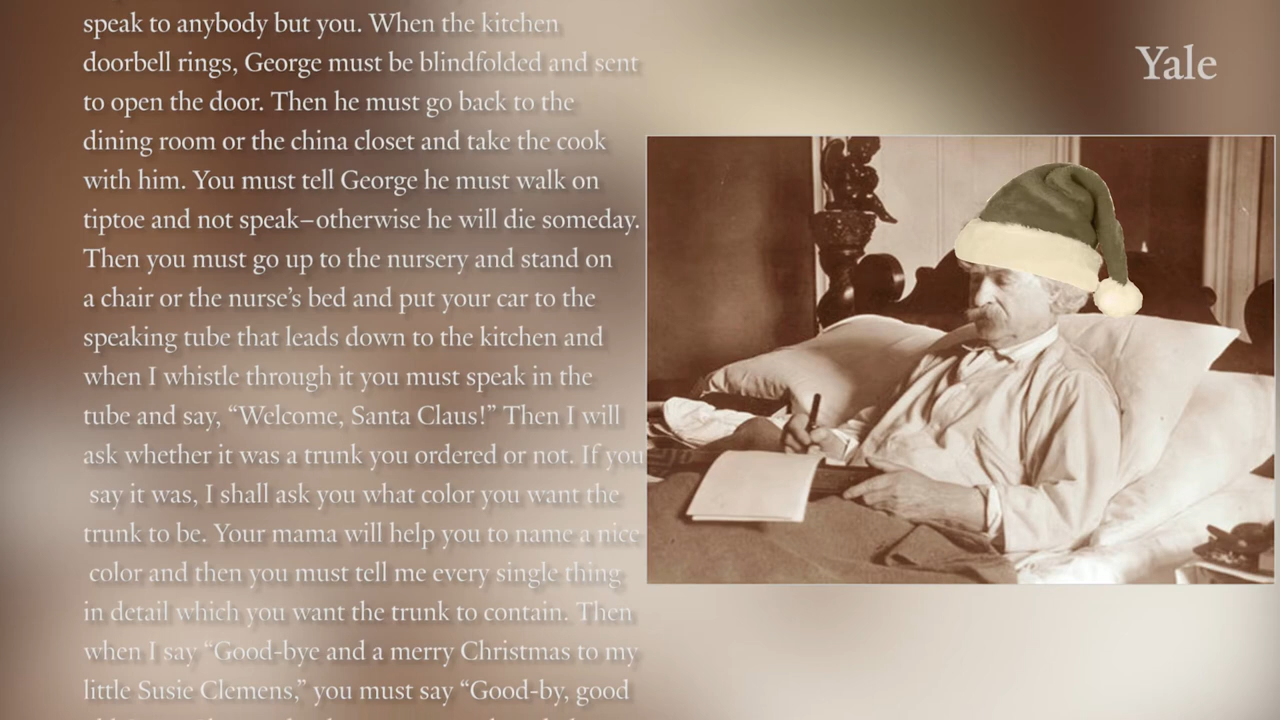 speak to anybody but you. When the kitchen
doorbell rings, George must be blindfolded and sent
to open the door. Then he must go back to the
dining room or the china closet and take the cook
with him. You must tell George he must walk on
tiptoe and not speak–otherwise he will die someday.
Then you must go up to the nursery and stand on
a chair or the nurse’s bed and put your car to the
speaking tube that leads down to the kitchen and
when I whistle through it you must speak in the
tube and say, “Welcome, Santa Claus!” Then I will
ask whether it was a trunk you ordered or not. If you
say it was, I shall ask you what color you want the
trunk to be. Your mama will help you to name a nice
color and then you must tell me every single thing
in detail which you want the trunk to contain. Then
when I say “Good-bye and a merry Christmas to my
little Susie Clemens,” you must say “Good-by, good
Yale